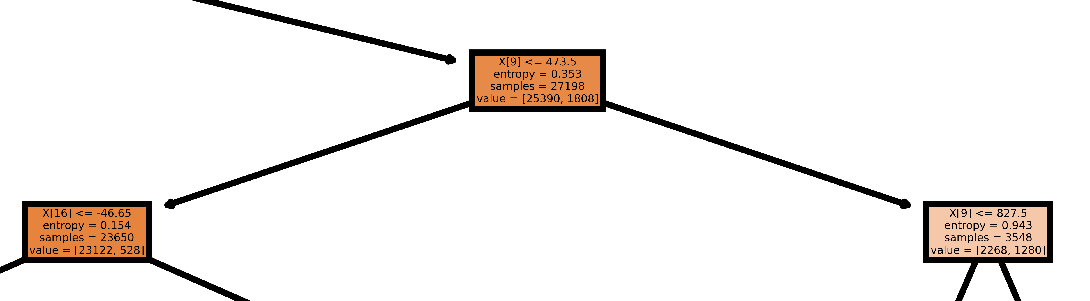 X[9] <= 473.5
entropy = 0.353
samples = 27198
value = [25390, 1808]
X[16] <= -46.65
entropy = 0.154
samples = 23650
value = [23122, 528]
X[9] <= 827.5
entropy = 0.943
samples = 3548
value = [2268, 1280]